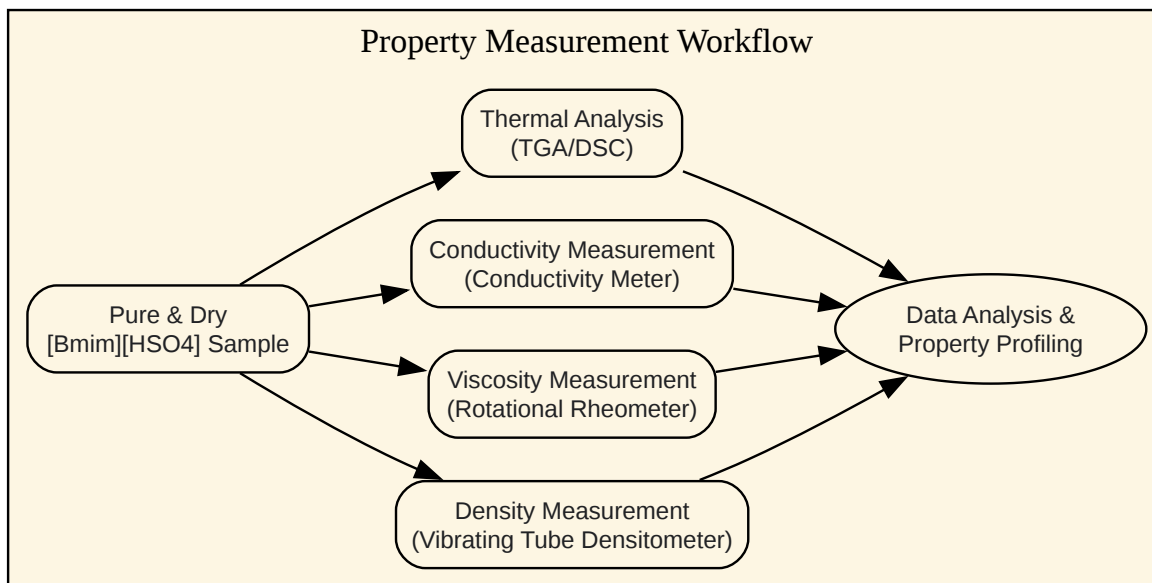 Property Measurement Workflow
Thermal Analysis
(TGA/DSC)
Conductivity Measurement
(Conductivity Meter)
Pure & Dry
[Bmim][HSO4] Sample
Data Analysis &
Property Profiling
Viscosity Measurement
(Rotational Rheometer)
Density Measurement
(Vibrating Tube Densitometer)